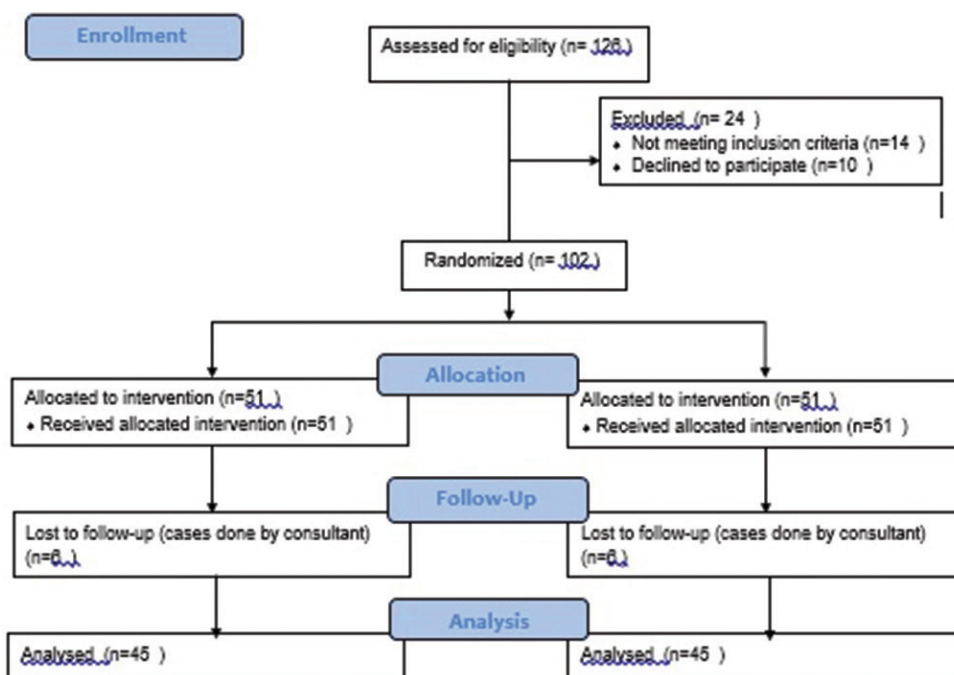 Enrollment
Assessed for eligibility (n= 126 )
Excluded (n= 24 )
♦ Not meeting inclusion criteria (n=14 )
♦ Declined to participate (n=10 )
Randomized (n= 102 )
Allocation
Allocated to intervention (n=51 )
♦ Received allocated intervention (n=51 )
Allocated to intervention (n=51 )
♦ Received allocated intervention (n=51 )
Follow-Up
Lost to follow-up (cases done by consultant)
(n=6 )
Lost to follow-up (cases done by consultant)
(n=6 )
Analysis
Analysed (n=45 )
Analysed (n=45 )